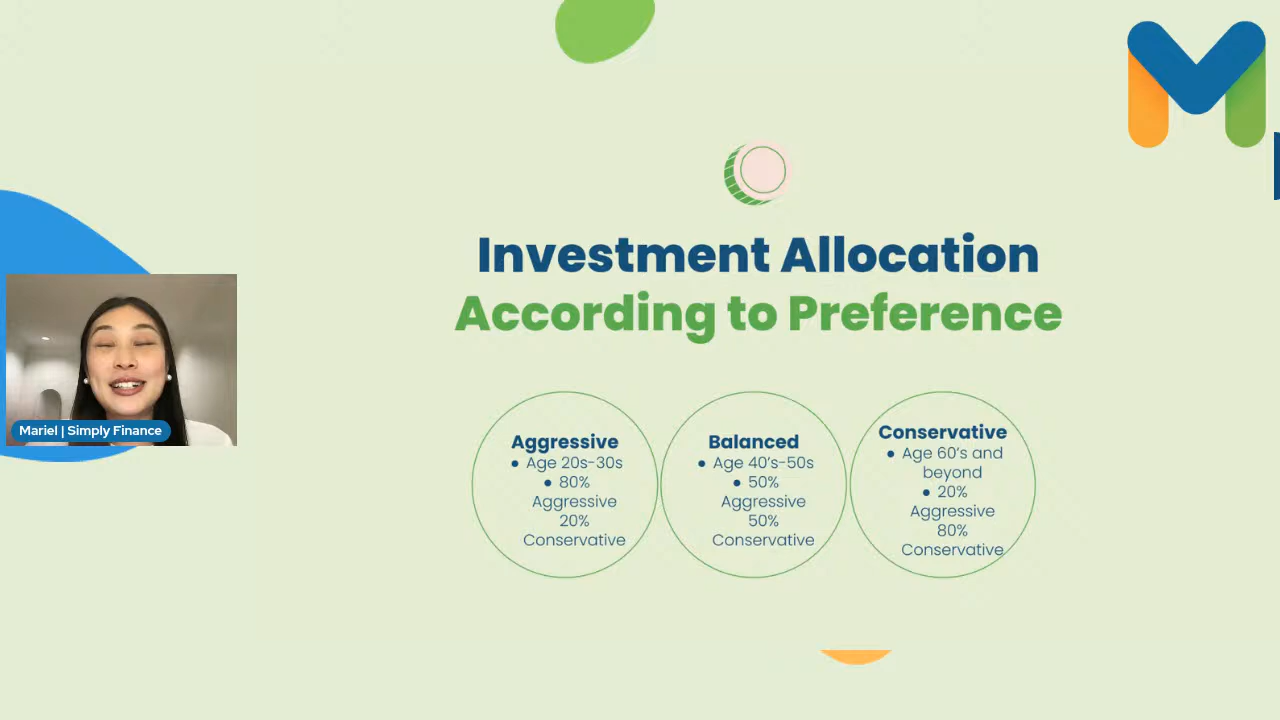 Investment Allocation
According to Preference
Mariel | Simply Finance
Aggressive
• Age 20s-30s
• 80%
Aggressive
20%
Conservative
Balanced
• Age 40's-50s
• 50%
Aggressive
50%
Conservative
Conservative
• Age 60's and
beyond
• 20%
Aggressive
80%
Conservative